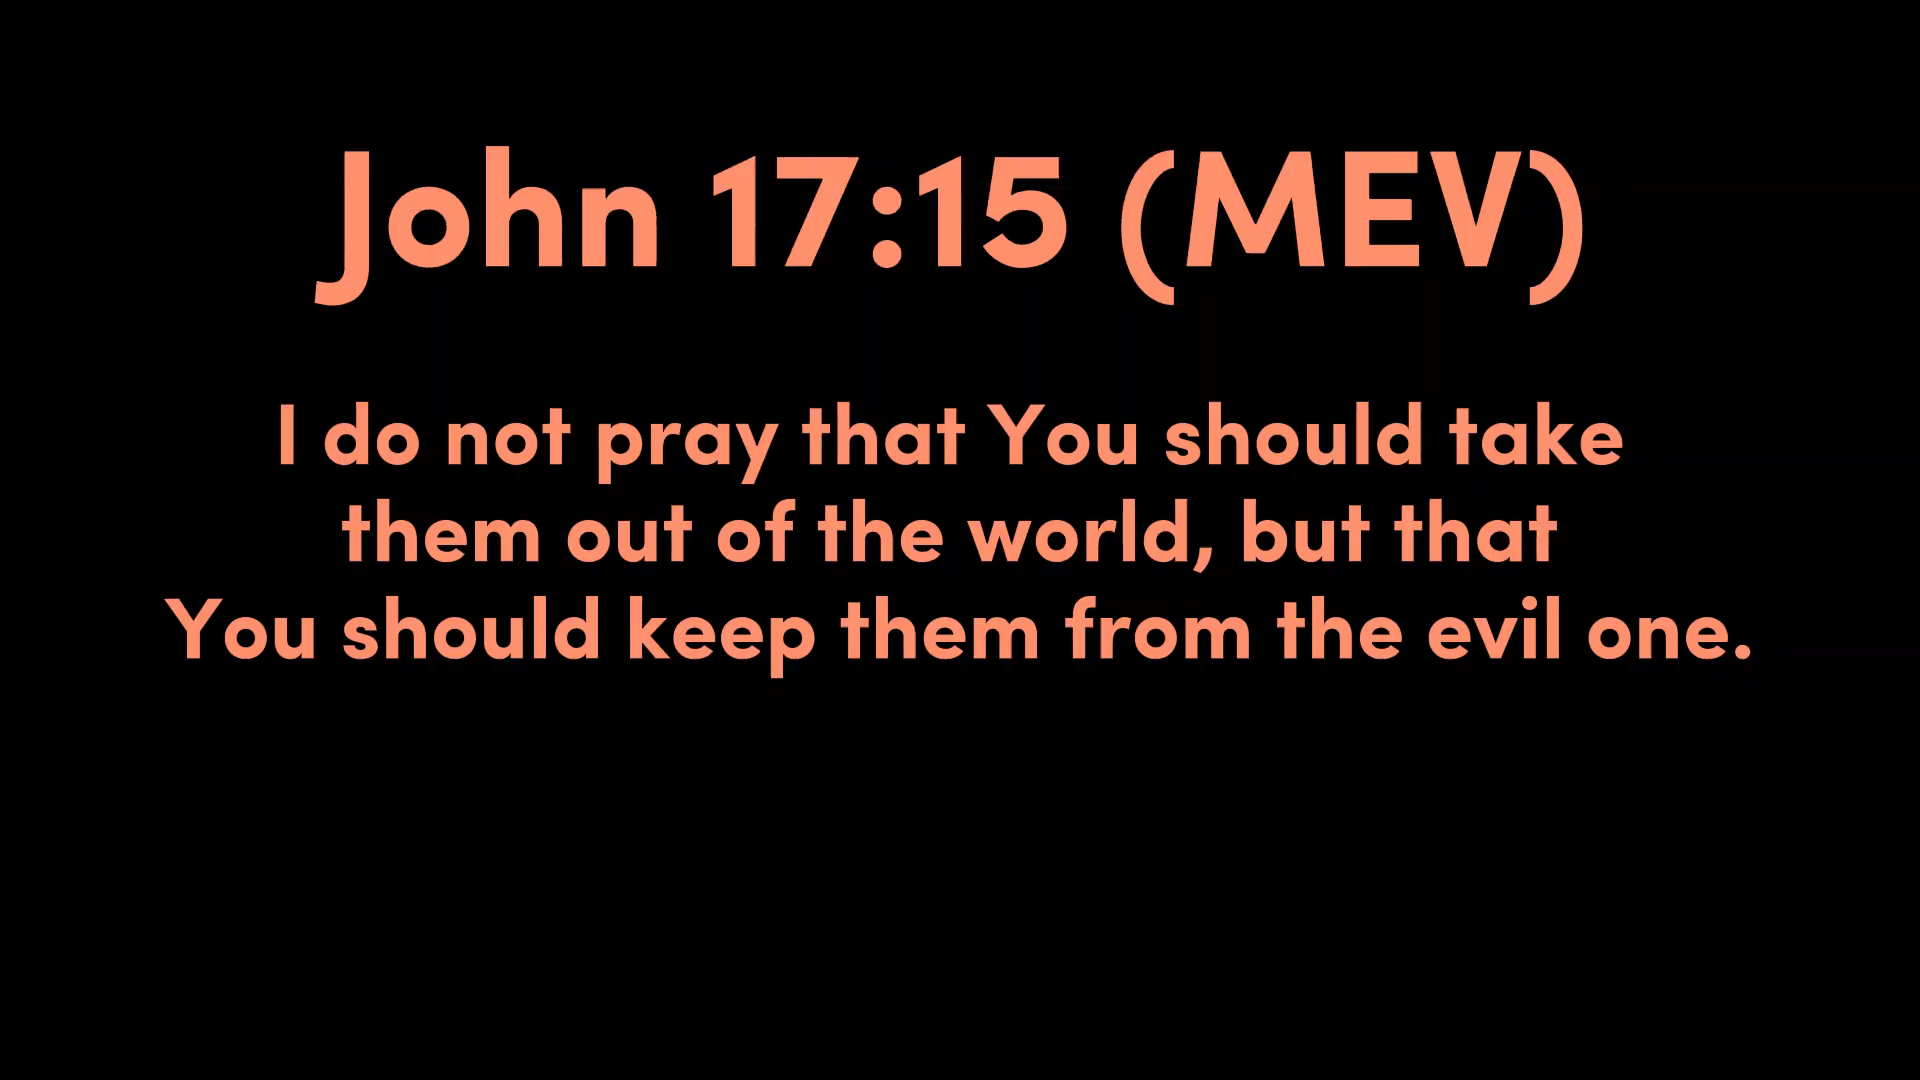 John 17:15 (MEV)
I do not pray that You should take
them out of the world, but that
You should keep them from the evil one.